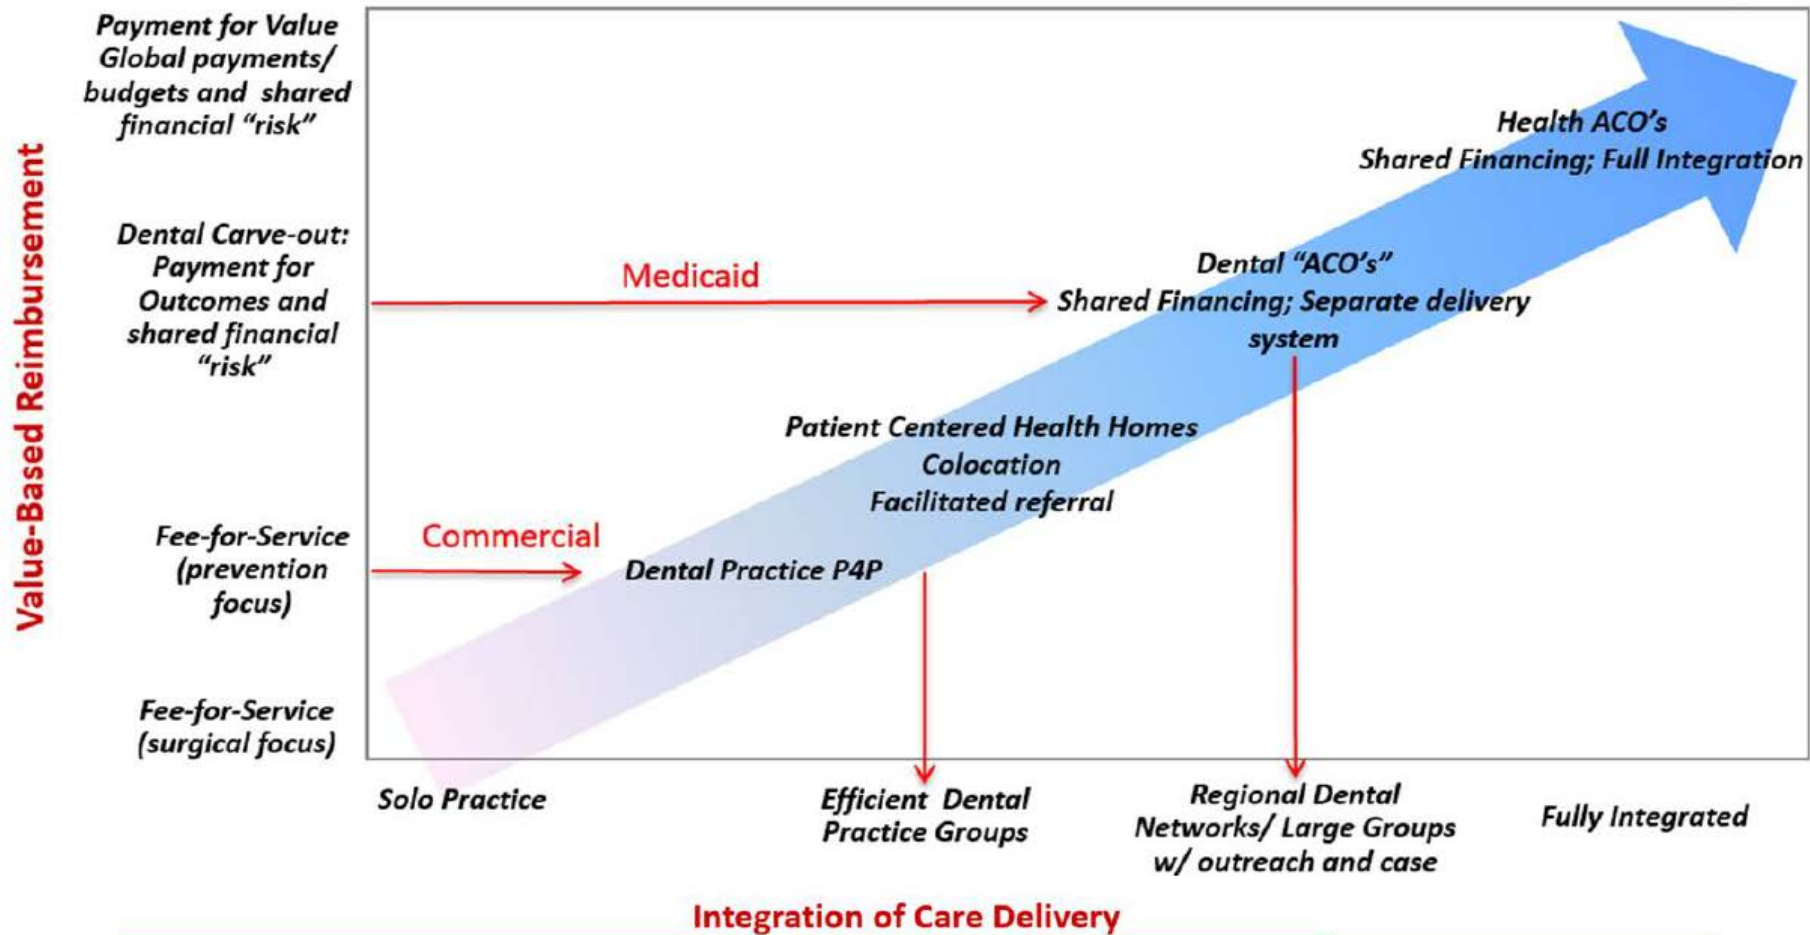 Payment for Value
Global payments/
budgets and shared
financial “risk”
Health ACO’s
Shared Financing; Full Integration
Value-Based Reimbursement
Dental Carve-out:
Payment for
Outcomes and
shared financial
“risk”
Medicaid
Dental “ACO’s”
Shared Financing; Separate delivery
system
Patient Centered Health Homes
Colocation
Facilitated referral
Fee-for-Service
(prevention
focus)
Commercial
Dental Practice P4P
Fee-for-Service
(surgical focus)
Solo Practice
Efficient Dental
Practice Groups
Regional Dental
Networks/ Large Groups
w/ outreach and case
Fully Integrated
Integration of Care Delivery